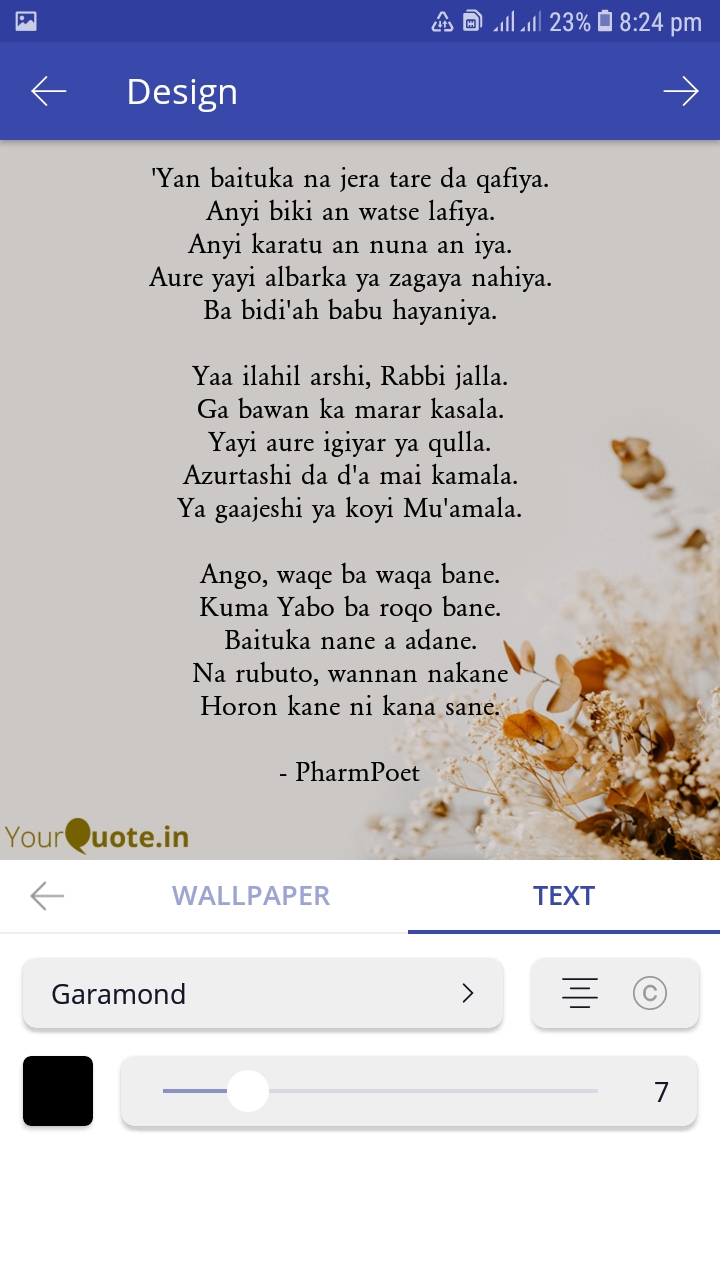 23% 8:24 pm
Design
'Yan baituka na jera tare da qafiya.
Anyi biki an watse lafiya.
Anyi karatu an nuna an iya.
Aure yayi albarka ya zagaya nahiya.
Ba bidi'ah babu hayaniya.
Yaa ilahil arshi, Rabbi jalla.
Ga bawan ka marar kasala.
Yayi aure igiyar ya qulla.
Azurtashi da d'a mai kamala.
Ya gaajeshi ya koyi Mu'amala.
Ango, waqe ba waqa bane.
Kuma Yabo ba roqo bane.
Baituka nane a adane.
Na rubuto, wannan nakane
Horon kane ni kana sane.
- PharmPoet
YourQuote.in
WALLPAPER TEXT
Garamond
7